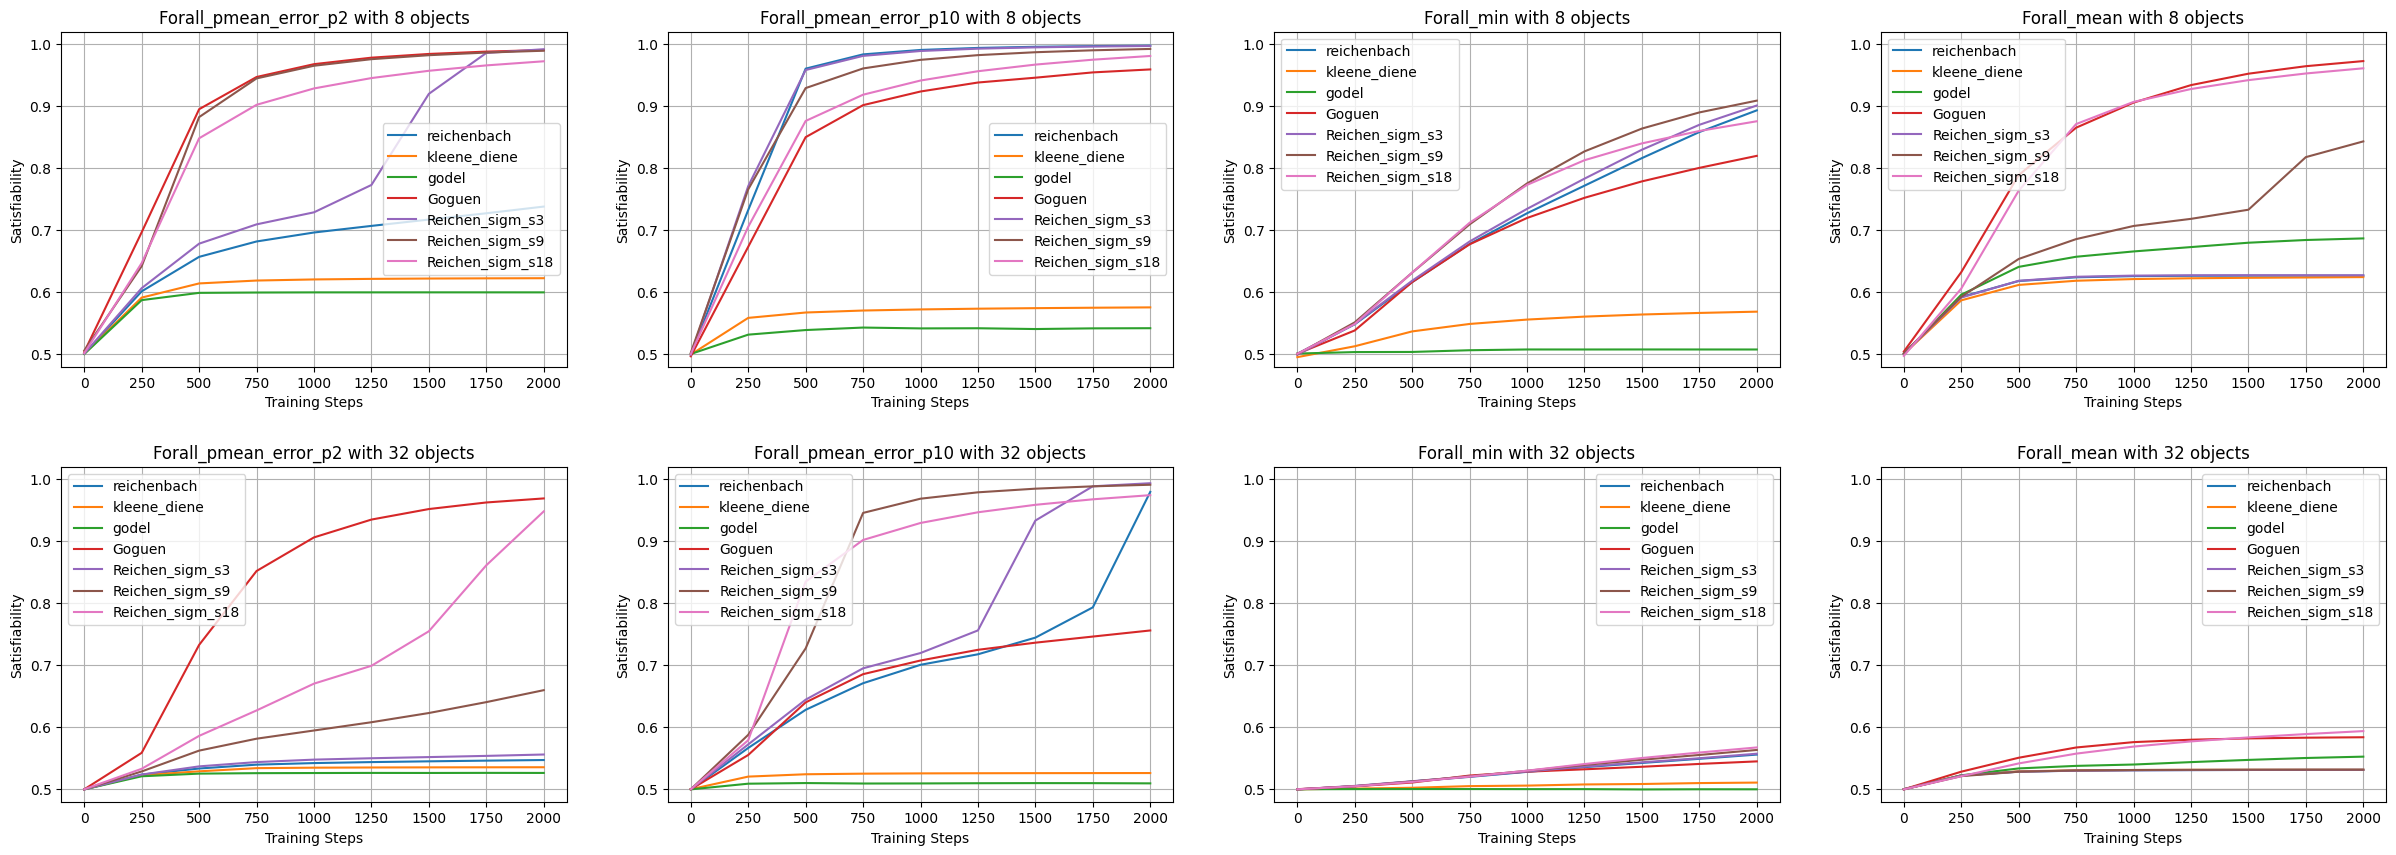 Forall_pmean_error_p2 with 8 objects
Satisfiability
1.0
0.9
0.8
0.7
0.6
0.5
reichenbach
kleene_diene
godel
Goguen
Reichen_sigm_s3
Reichen_sigm_s9
Reichen_sigm_s18
0 250 500 750 1000 1250 1500 1750 2000
Training Steps
Forall_pmean_error_p10 with 8 objects
Satisfiability
1.0
0.9
0.8
0.7
0.6
0.5
reichenbach
kleene_diene
godel
Goguen
Reichen_sigm_s3
Reichen_sigm_s9
Reichen_sigm_s18
0 250 500 750 1000 1250 1500 1750 2000
Training Steps
Forall_min with 8 objects
Satisfiability
1.0
0.9
0.8
0.7
0.6
0.5
reichenbach
kleene_diene
godel
Goguen
Reichen_sigm_s3
Reichen_sigm_s9
Reichen_sigm_s18
0 250 500 750 1000 1250 1500 1750 2000
Training Steps
Forall_mean with 8 objects
Satisfiability
1.0
0.9
0.8
0.7
0.6
0.5
reichenbach
kleene_diene
godel
Goguen
Reichen_sigm_s3
Reichen_sigm_s9
Reichen_sigm_s18
0 250 500 750 1000 1250 1500 1750 2000
Training Steps
Forall_pmean_error_p2 with 32 objects
Satisfiability
1.0
0.9
0.8
0.7
0.6
0.5
reichenbach
kleene_diene
godel
Goguen
Reichen_sigm_s3
Reichen_sigm_s9
Reichen_sigm_s18
0 250 500 750 1000 1250 1500 1750 2000
Training Steps
Forall_pmean_error_p10 with 32 objects
Satisfiability
1.0
0.9
0.8
0.7
0.6
0.5
reichenbach
kleene_diene
godel
Goguen
Reichen_sigm_s3
Reichen_sigm_s9
Reichen_sigm_s18
0 250 500 750 1000 1250 1500 1750 2000
Training Steps
Forall_min with 32 objects
Satisfiability
1.0
0.9
0.8
0.7
0.6
0.5
reichenbach
kleene_diene
godel
Goguen
Reichen_sigm_s3
Reichen_sigm_s9
Reichen_sigm_s18
0 250 500 750 1000 1250 1500 1750 2000
Training Steps
Forall_mean with 32 objects
Satisfiability
1.0
0.9
0.8
0.7
0.6
0.5
reichenbach
kleene_diene
godel
Goguen
Reichen_sigm_s3
Reichen_sigm_s9
Reichen_sigm_s18
0 250 500 750 1000 1250 1500 1750 2000
Training Steps